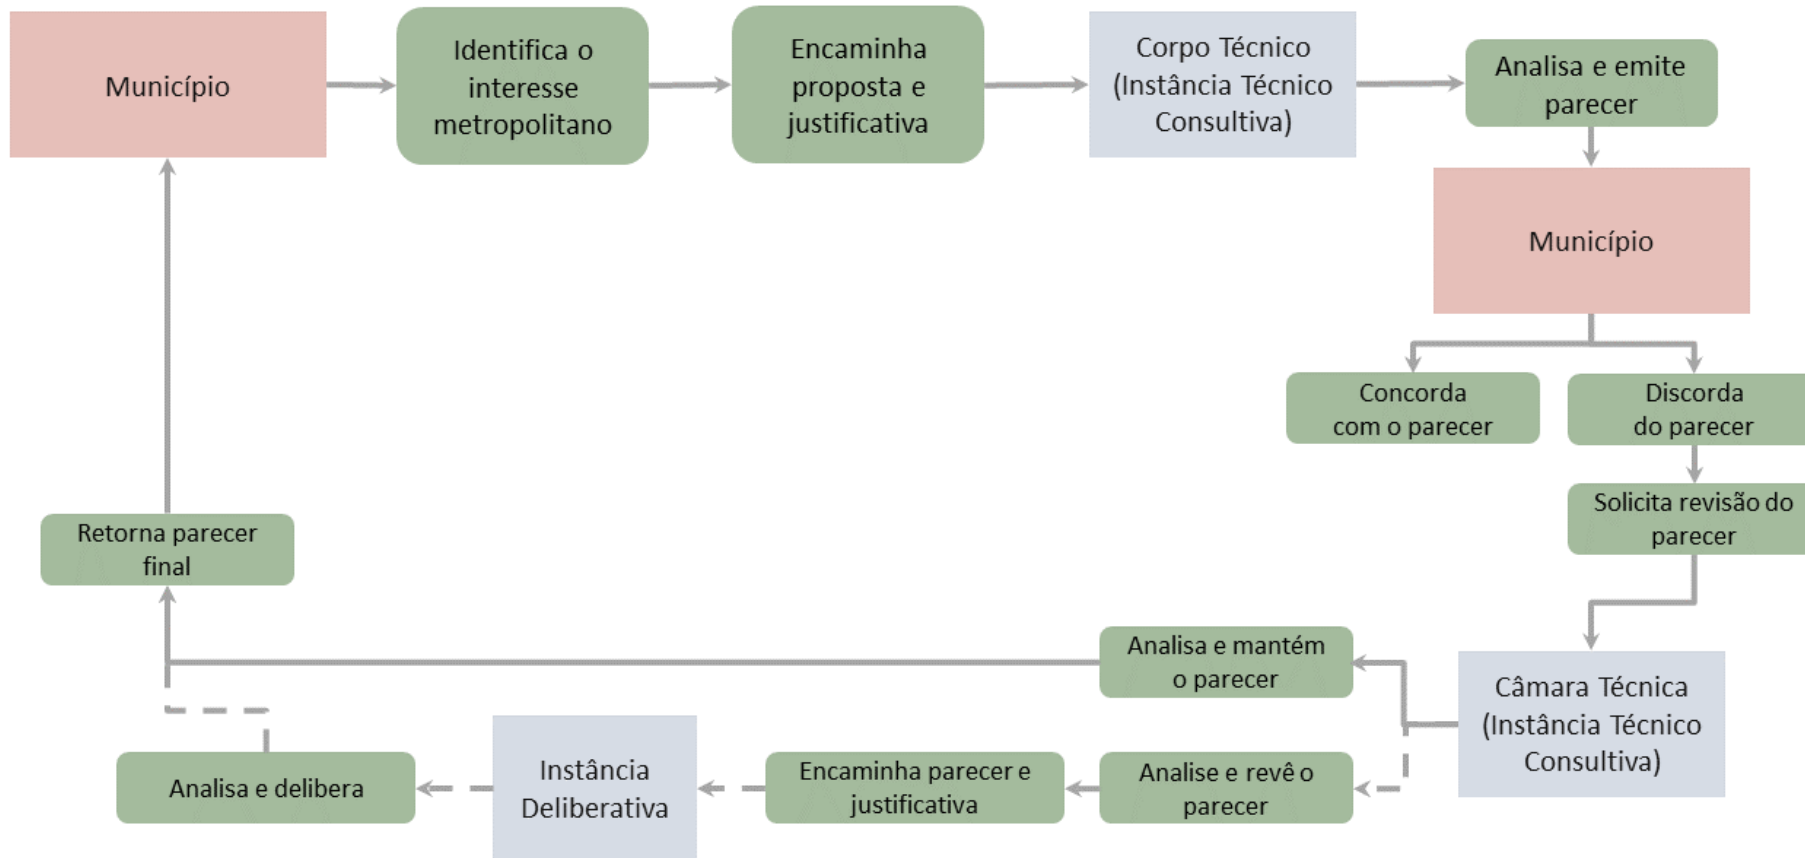 Município
Identifica o
interesse
metropolitano
Encaminha
proposta e
justificativa
Corpo Técnico
(Instância Técnico
Consultiva)
Analisa e emite
parecer
Município
Concorda
com o parecer
Discorda
do parecer
Solicita revisão do
parecer
Câmara Técnica
(Instância Técnico
Consultiva)
Analisa e mantém
o parecer
Analise e revê o
parecer
Encaminha parecer e
justificativa
Instância
Deliberativa
Analisa e delibera
Retorna parecer
final